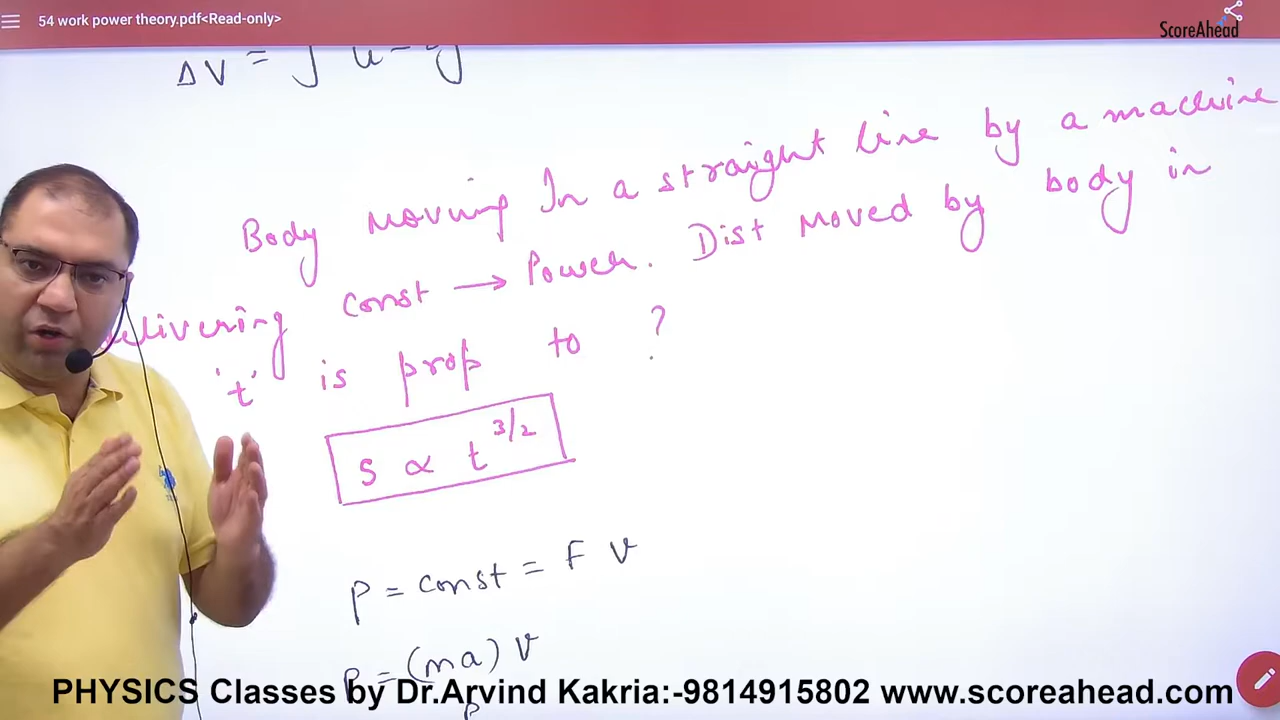 54 work power theory.pdf<Read-only>
ScoreAhead
ΔV = ∫
Body moving In a straight line by a machine
delivering const → Power. Dist moved by body in
't' is prop to ?
S ∝ t^3/2
P = const = F v
P = (ma) v
PHYSICS Classes by Dr.Arvind Kakria:-9814915802 www.scoreahead.com